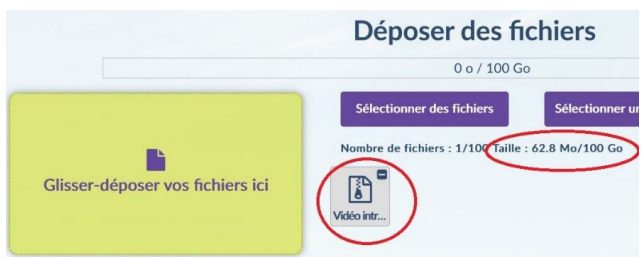 Déposer des fichiers
0 o / 100 Go
Sélectionner des fichiers
Sélectionner un
Nombre de fichiers : 1/100 Taille : 62.8 Mo/100 Go
Glisser-déposer vos fichiers ici
Vidéo intr...